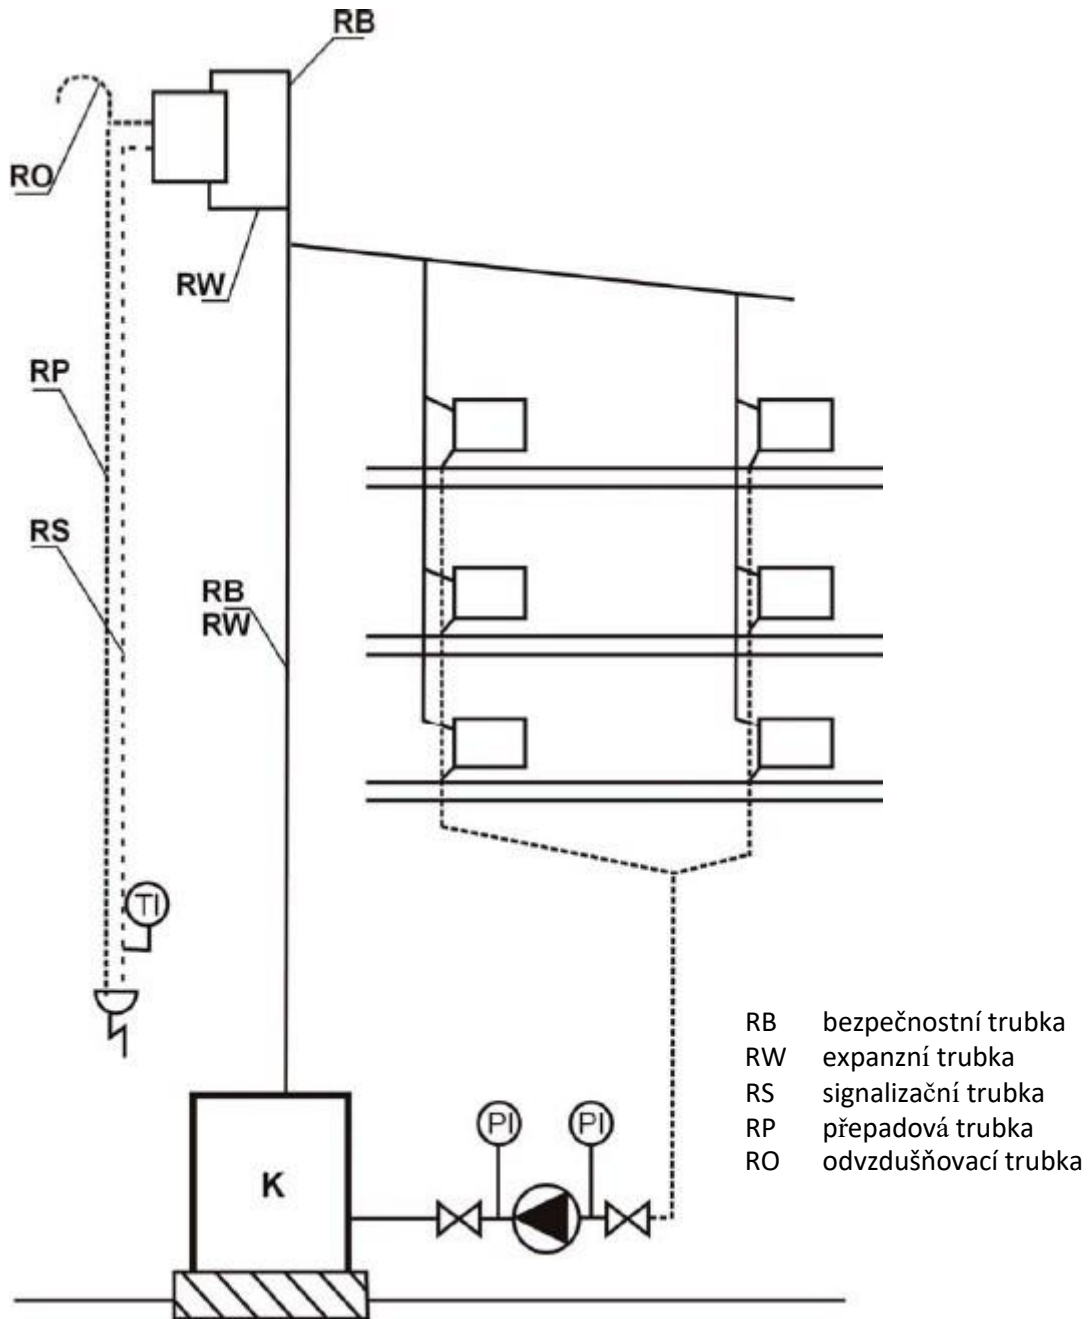 RB
RO
RW
RP
RS
RB
RW
TI
K
PI
PI
RB bezpečnostní trubka
RW expanzní trubka
RS signalizační trubka
RP přepadová trubka
RO odvzdušňovací trubka